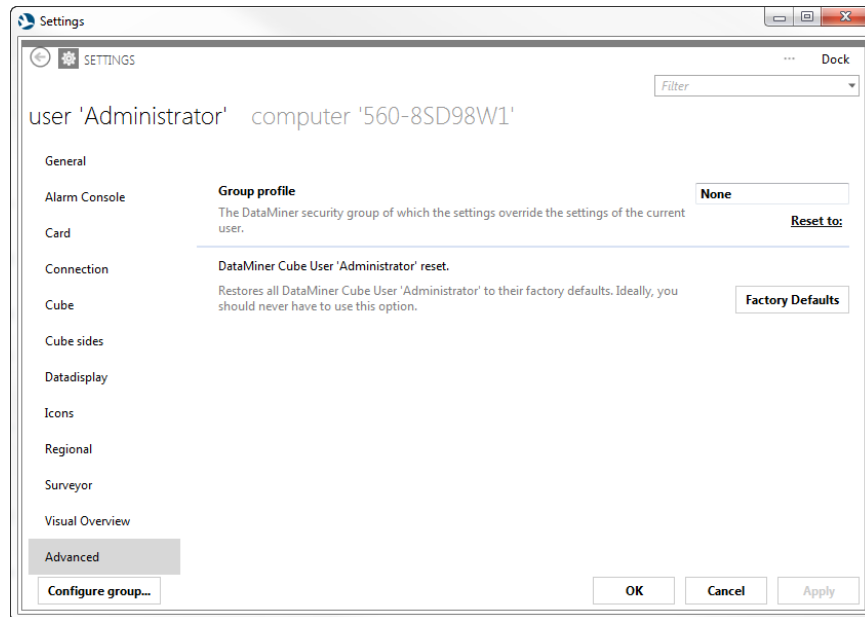 Settings
SETTINGS
... Dock
Filter
user 'Administrator' computer '560-8SD98W1'
General
Alarm Console
Card
Connection
Cube
Cube sides
Datadisplay
Icons
Regional
Surveyor
Visual Overview
Advanced
Group profile
None
The DataMiner security group of which the settings override the settings of the current
user.
Reset to:
DataMiner Cube User 'Administrator' reset.
Restores all DataMiner Cube User 'Administrator' to their factory defaults. Ideally, you
should never have to use this option.
Factory Defaults
Configure group...
OK
Cancel
Apply